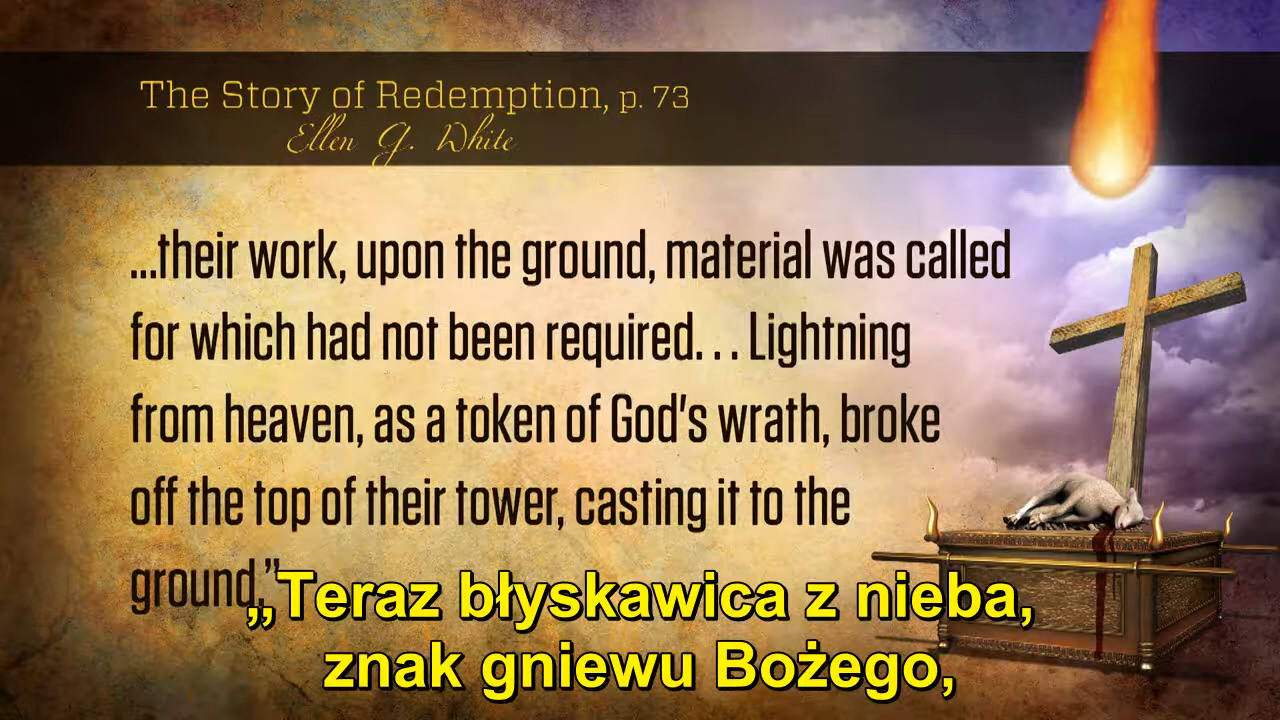 The Story of Redemption, p. 73
Ellen G. White
...their work, upon the ground, material was called
for which had not been required. . . Lightning
from heaven, as a token of God's wrath, broke
off the top of their tower, casting it to the
ground."
„Teraz błyskawica z nieba,
znak gniewu Bożego,